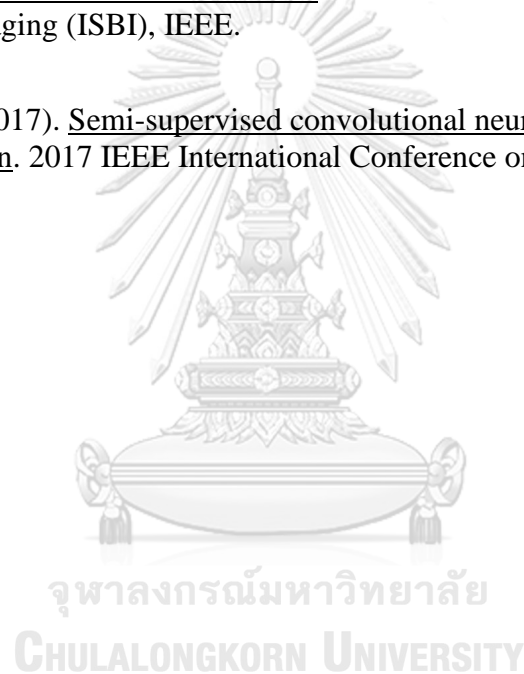 ging (ISBI), IEEE.
017). Semi-supervised convolutional neur
n. 2017 IEEE International Conference o
จุฬาลงกรณ์มหาวิทยาลัย
CHULALONGKORN UNIVERSITY